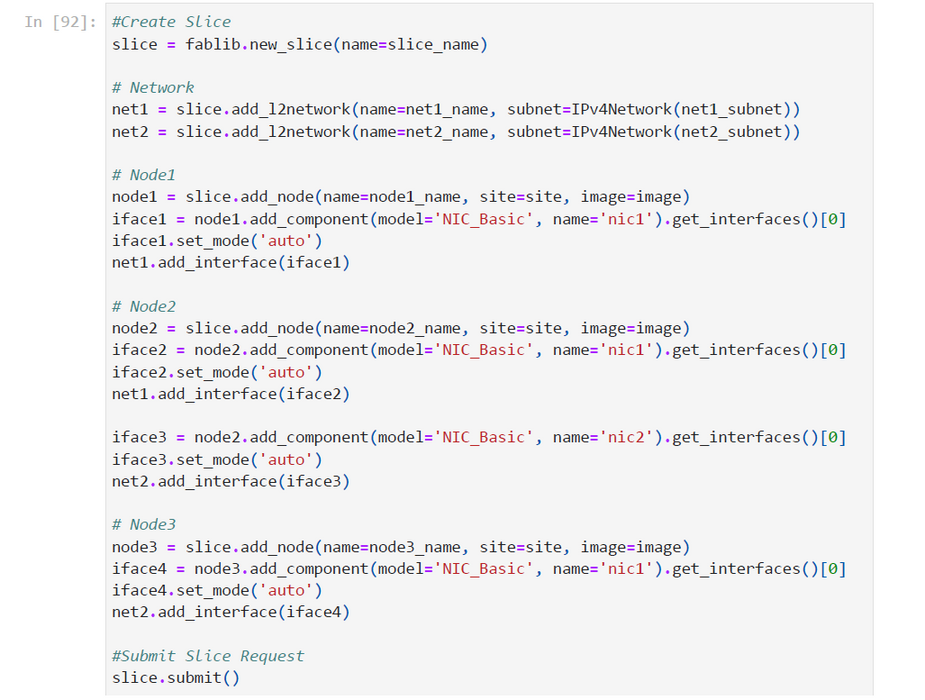 In [92]:
#Create Slice
slice = fablib.new_slice(name=slice_name)
# Network
net1 = slice.add_l2network(name=net1_name, subnet=IPv4Network(net1_subnet))
net2 = slice.add_l2network(name=net2_name, subnet=IPv4Network(net2_subnet))
# Node1
node1 = slice.add_node(name=node1_name, site=site, image=image)
iface1 = node1.add_component(model='NIC_Basic', name='nic1').get_interfaces()[0]
iface1.set_mode('auto')
net1.add_interface(iface1)
# Node2
node2 = slice.add_node(name=node2_name, site=site, image=image)
iface2 = node2.add_component(model='NIC_Basic', name='nic1').get_interfaces()[0]
iface2.set_mode('auto')
net1.add_interface(iface2)
iface3 = node2.add_component(model='NIC_Basic', name='nic2').get_interfaces()[0]
iface3.set_mode('auto')
net2.add_interface(iface3)
# Node3
node3 = slice.add_node(name=node3_name, site=site, image=image)
iface4 = node3.add_component(model='NIC_Basic', name='nic1').get_interfaces()[0]
iface4.set_mode('auto')
net2.add_interface(iface4)
#Submit Slice Request
slice.submit()